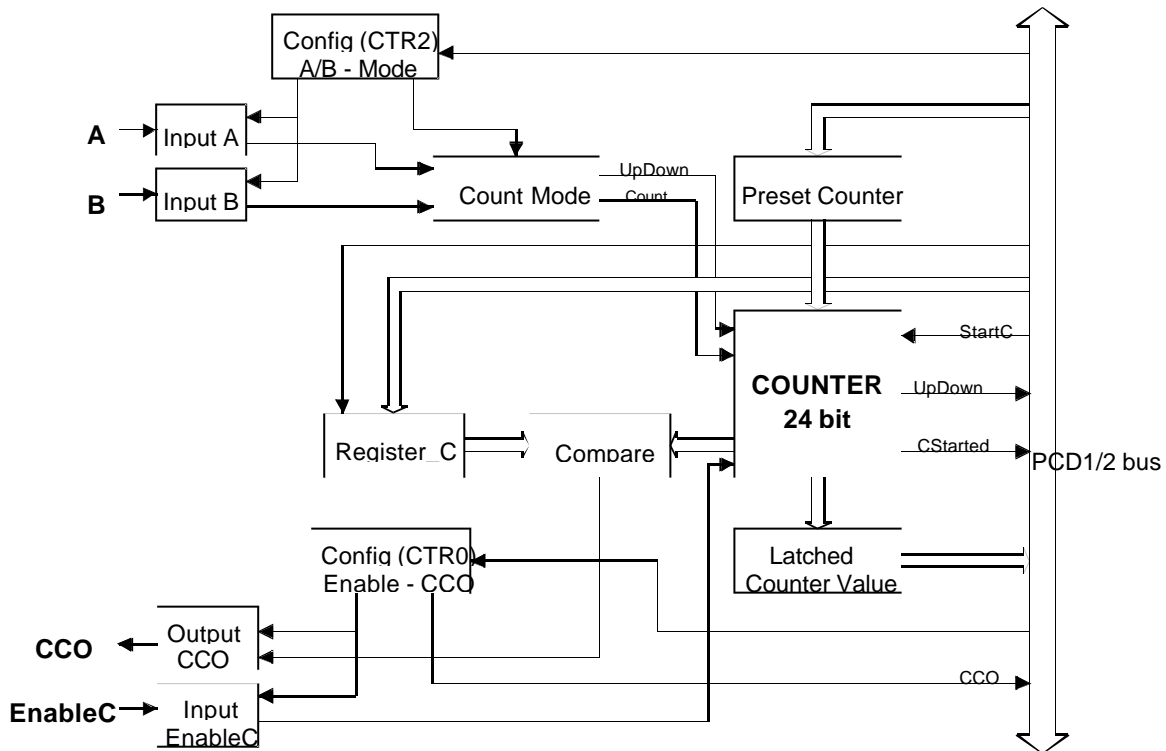 Config (CTR2)
A/B - Mode
A
Input A
B
Input B
Count Mode
UpDown
Count
Preset Counter
StartC
COUNTER
24 bit
UpDown
CStarted
Register_C
Compare
PCD1/2 bus
Config (CTR0)
Enable - CCO
Latched
Counter Value
CCO
Output
CCO
CCO
EnableC
Input
EnableC